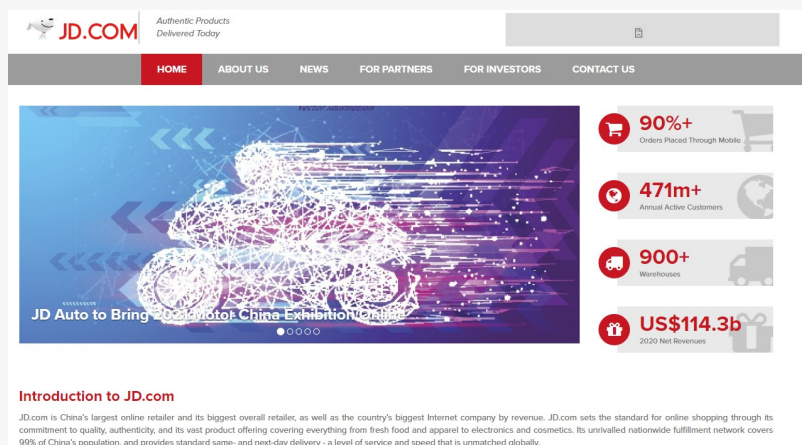 JD.COM
Authentic Products
Delivered Today
HOME ABOUT US NEWS FOR PARTNERS FOR INVESTORS CONTACT US
vector illustration
JD Auto to Bring 2021 Motor China Exhibition Online
90%+
Orders Placed Through Mobile
471m+
Annual Active Customers
900+
Warehouses
US$114.3b
2020 Net Revenues
Introduction to JD.com
JD.com is China's largest online retailer and its biggest overall retailer, as well as the country's biggest Internet company by revenue. JD.com sets the standard for online shopping through its
commitment to quality, authenticity, and its vast product offering covering everything from fresh food and apparel to electronics and cosmetics. Its unrivalled nationwide fulfillment network covers
99% of China's population, and provides standard same- and next-day delivery - a level of service and speed that is unmatched globally.